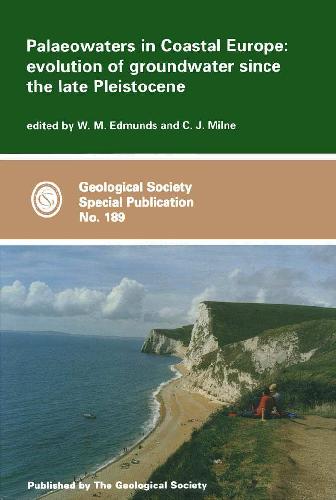 Palaeowaters in Coastal Europe:
evolution of groundwater since
the late Pleistocene
edited by W. M. Edmunds and C. J. Milne
Geological Society
Special Publication
No. 189
Published by The Geological Society